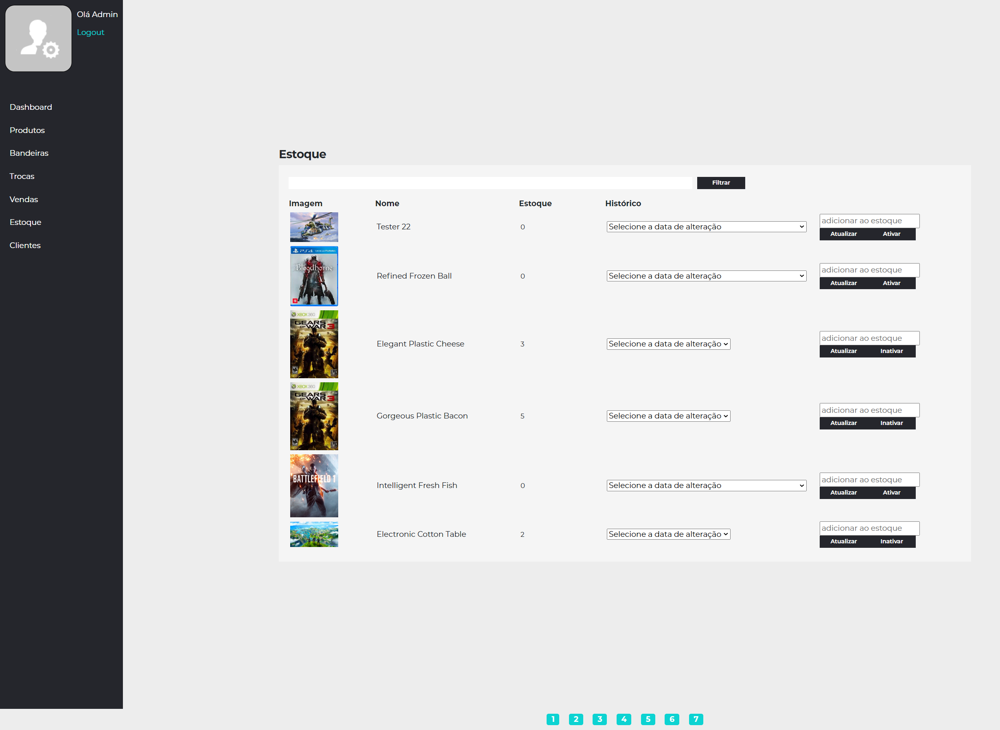 Olá Admin
Logout
Dashboard
Produtos
Bandeiras
Trocas
Vendas
Estoque
Clientes
Estoque
Filtrar
Imagem Nome Estoque Histórico
Tester 22 0 Selecione a data de alteração adicionar ao estoque
Atualizar Ativar
PS4
Bloodborne
16
Refined Frozen Ball 0 Selecione a data de alteração adicionar ao estoque
Atualizar Ativar
XBOX 360
GEARS
OF WAR 3
M
EPIC
Elegant Plastic Cheese 3 Selecione a data de alteração adicionar ao estoque
Atualizar Inativar
XBOX 360
GEARS
OF WAR 3
M
EPIC
Gorgeous Plastic Bacon 5 Selecione a data de alteração adicionar ao estoque
Atualizar Inativar
BATTLEFIELD 1
Intelligent Fresh Fish 0 Selecione a data de alteração adicionar ao estoque
Atualizar Ativar
Electronic Cotton Table 2 Selecione a data de alteração adicionar ao estoque
Atualizar Inativar
1 2 3 4 5 6 7